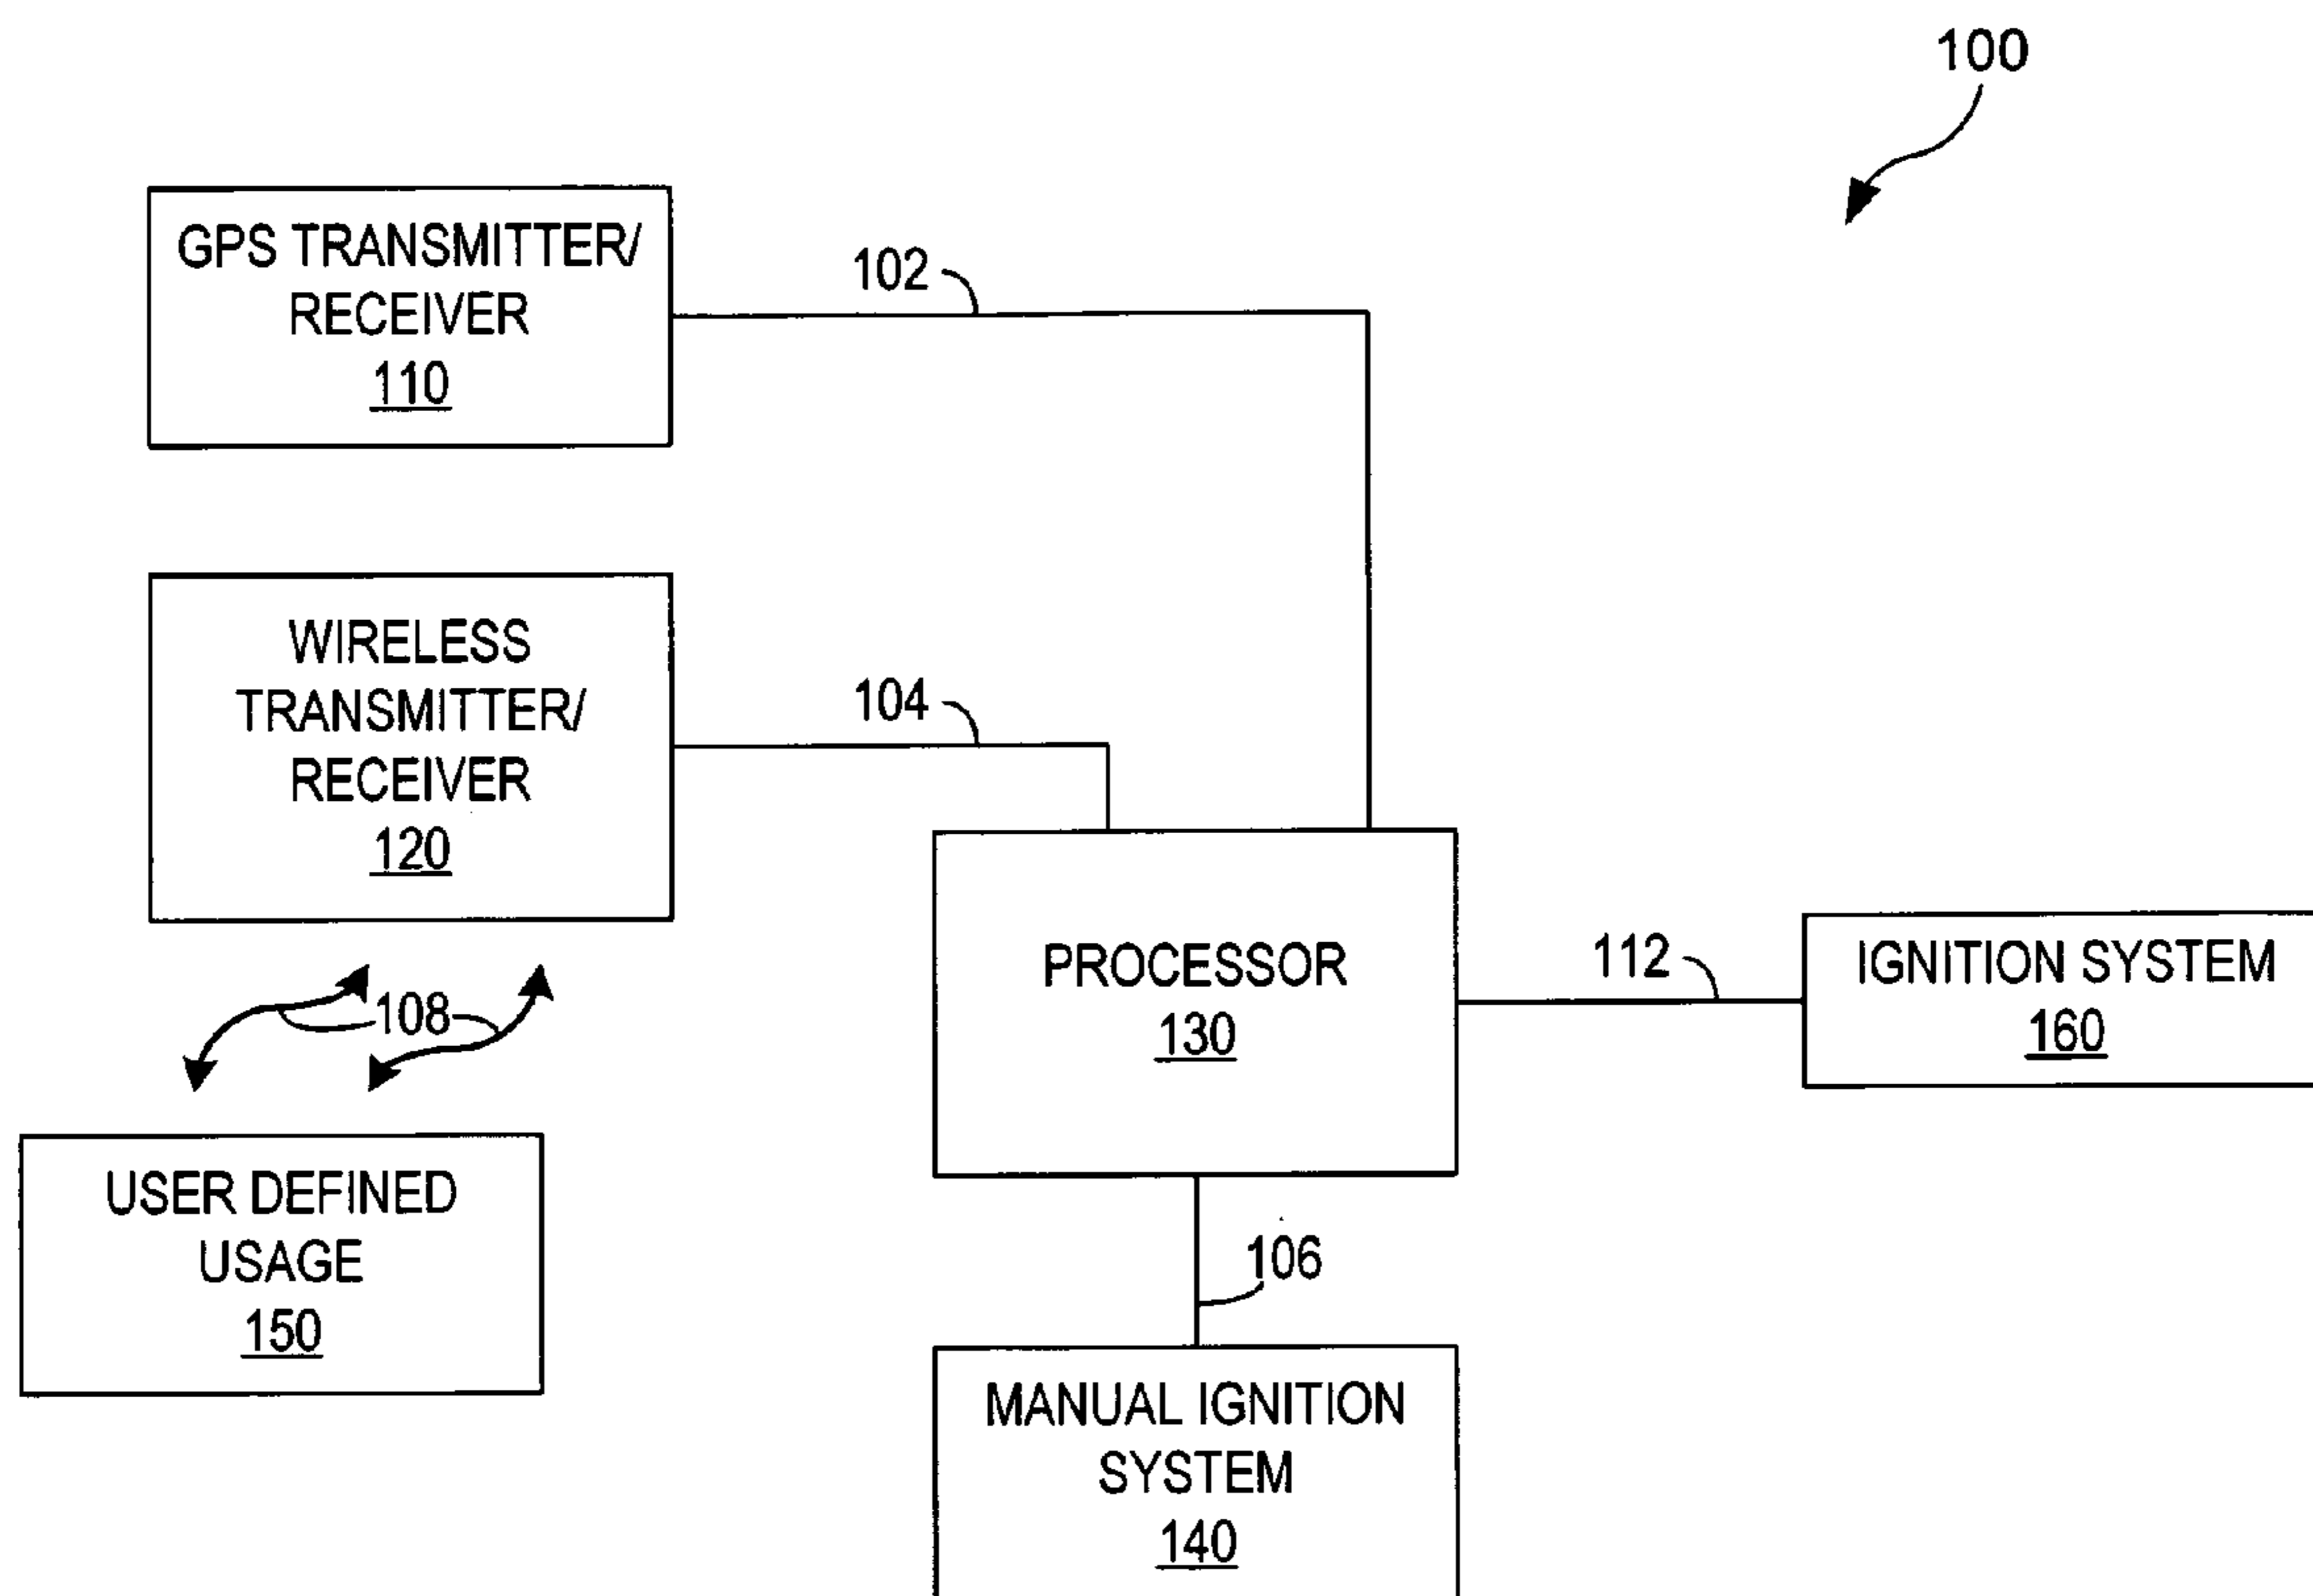 100
GPS TRANSMITTER/
RECEIVER
110
102
WIRELESS
TRANSMITTER/
RECEIVER
120
104
PROCESSOR
130
112
IGNITION SYSTEM
160
108
USER DEFINED
USAGE
150
106
MANUAL IGNITION
SYSTEM
140